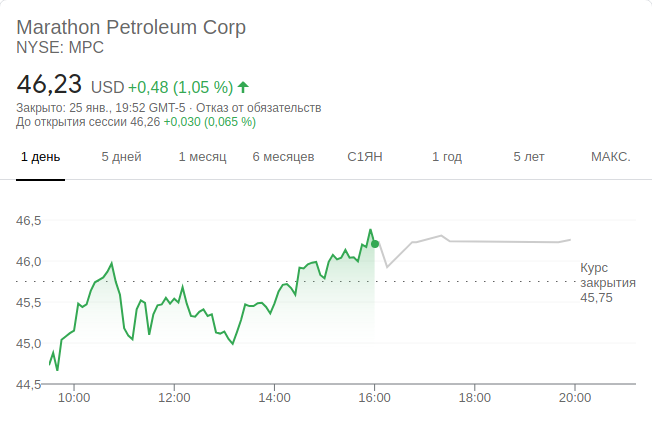 Marathon Petroleum Corp
NYSE: MPC
46,23 USD +0,48 (1,05 %)
Закрыто: 25 янв., 19:52 GMT-5 · Отказ от обязательств
До открытия сессии 46,26 +0,030 (0,065 %)
1 день 5 дней 1 месяц 6 месяцев С1ЯН 1 год 5 лет МАКС.
46,5
46,0
Курс
закрытия
45,75
45,5
45,0
44,5
10:00 12:00 14:00 16:00 18:00 20:00